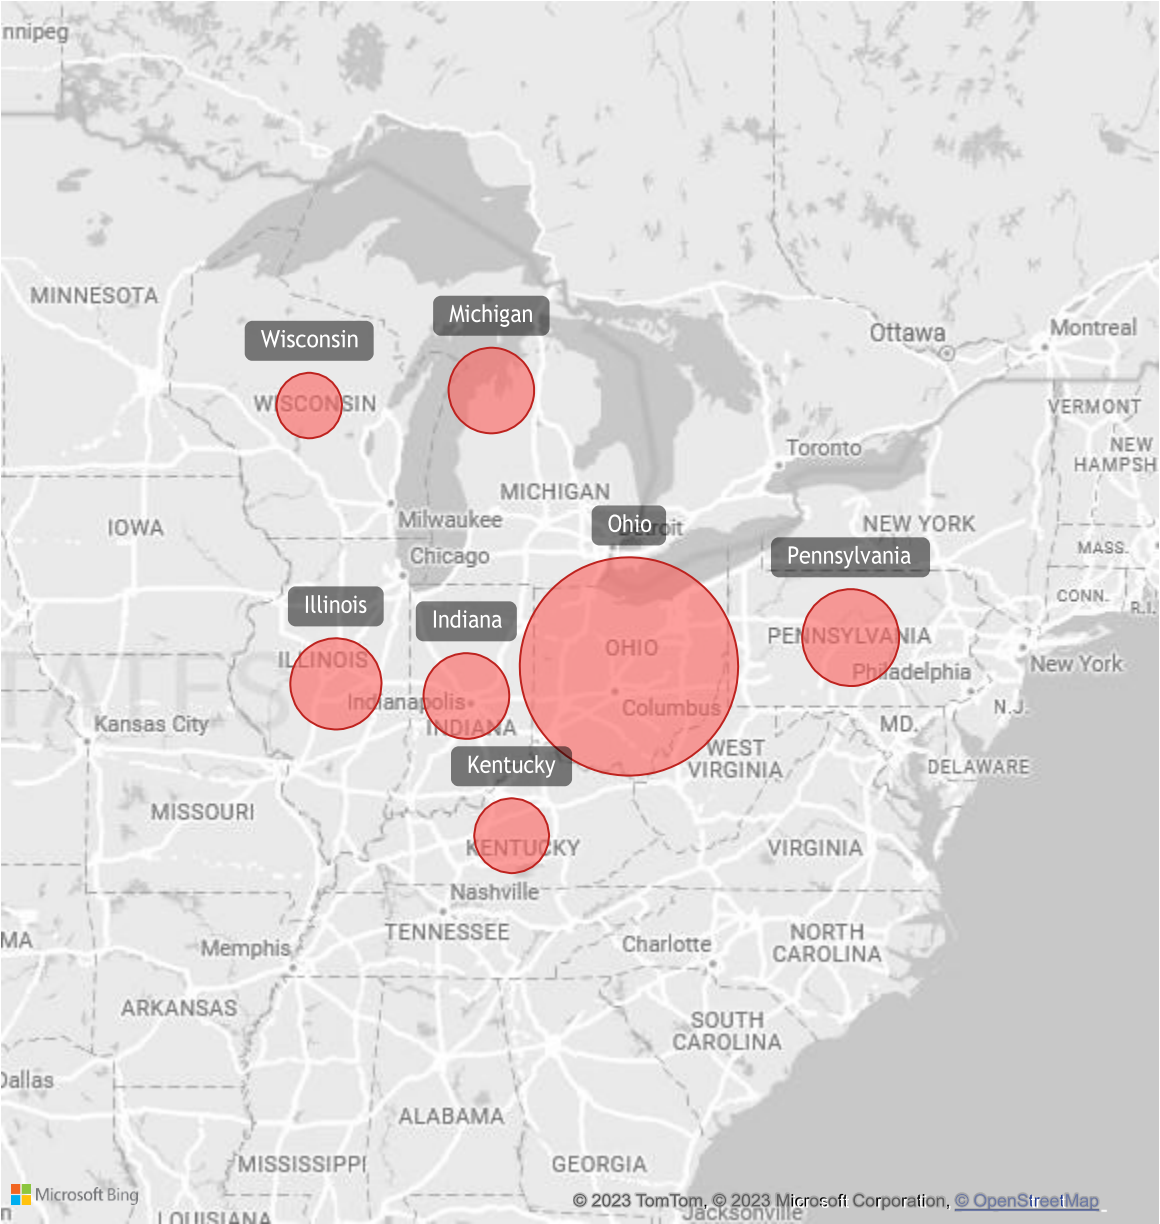 nnipeg
MINNESOTA
Michigan
Wisconsin
Ottawa
Montreal
WISCONSIN
VERMONT
NEW
HAMPSH
Toronto
MICHIGAN
IOWA
Milwaukee
Ohio
Detroit
NEW YORK
Chicago
Pennsylvania
MASS.
CONN.
R.I.
Illinois
Indiana
OHIO
PENNSYLVANIA
ILLINOIS
TATES
Philadelphia
New York
Indianapolis
Columbus
N.J.
Kansas City
INDIANA
MD.
WEST
VIRGINIA
Kentucky
DELAWARE
MISSOURI
KENTUCKY
VIRGINIA
Nashville
TENNESSEE
MA
Memphis
Charlotte
NORTH
CAROLINA
ARKANSAS
SOUTH
CAROLINA
Dallas
ALABAMA
MISSISSIPPI
GEORGIA
Microsoft Bing
© 2023 TomTom, © 2023 Microsoft Corporation, © OpenStreetMap
n
LOUISIANA
Jacksonville